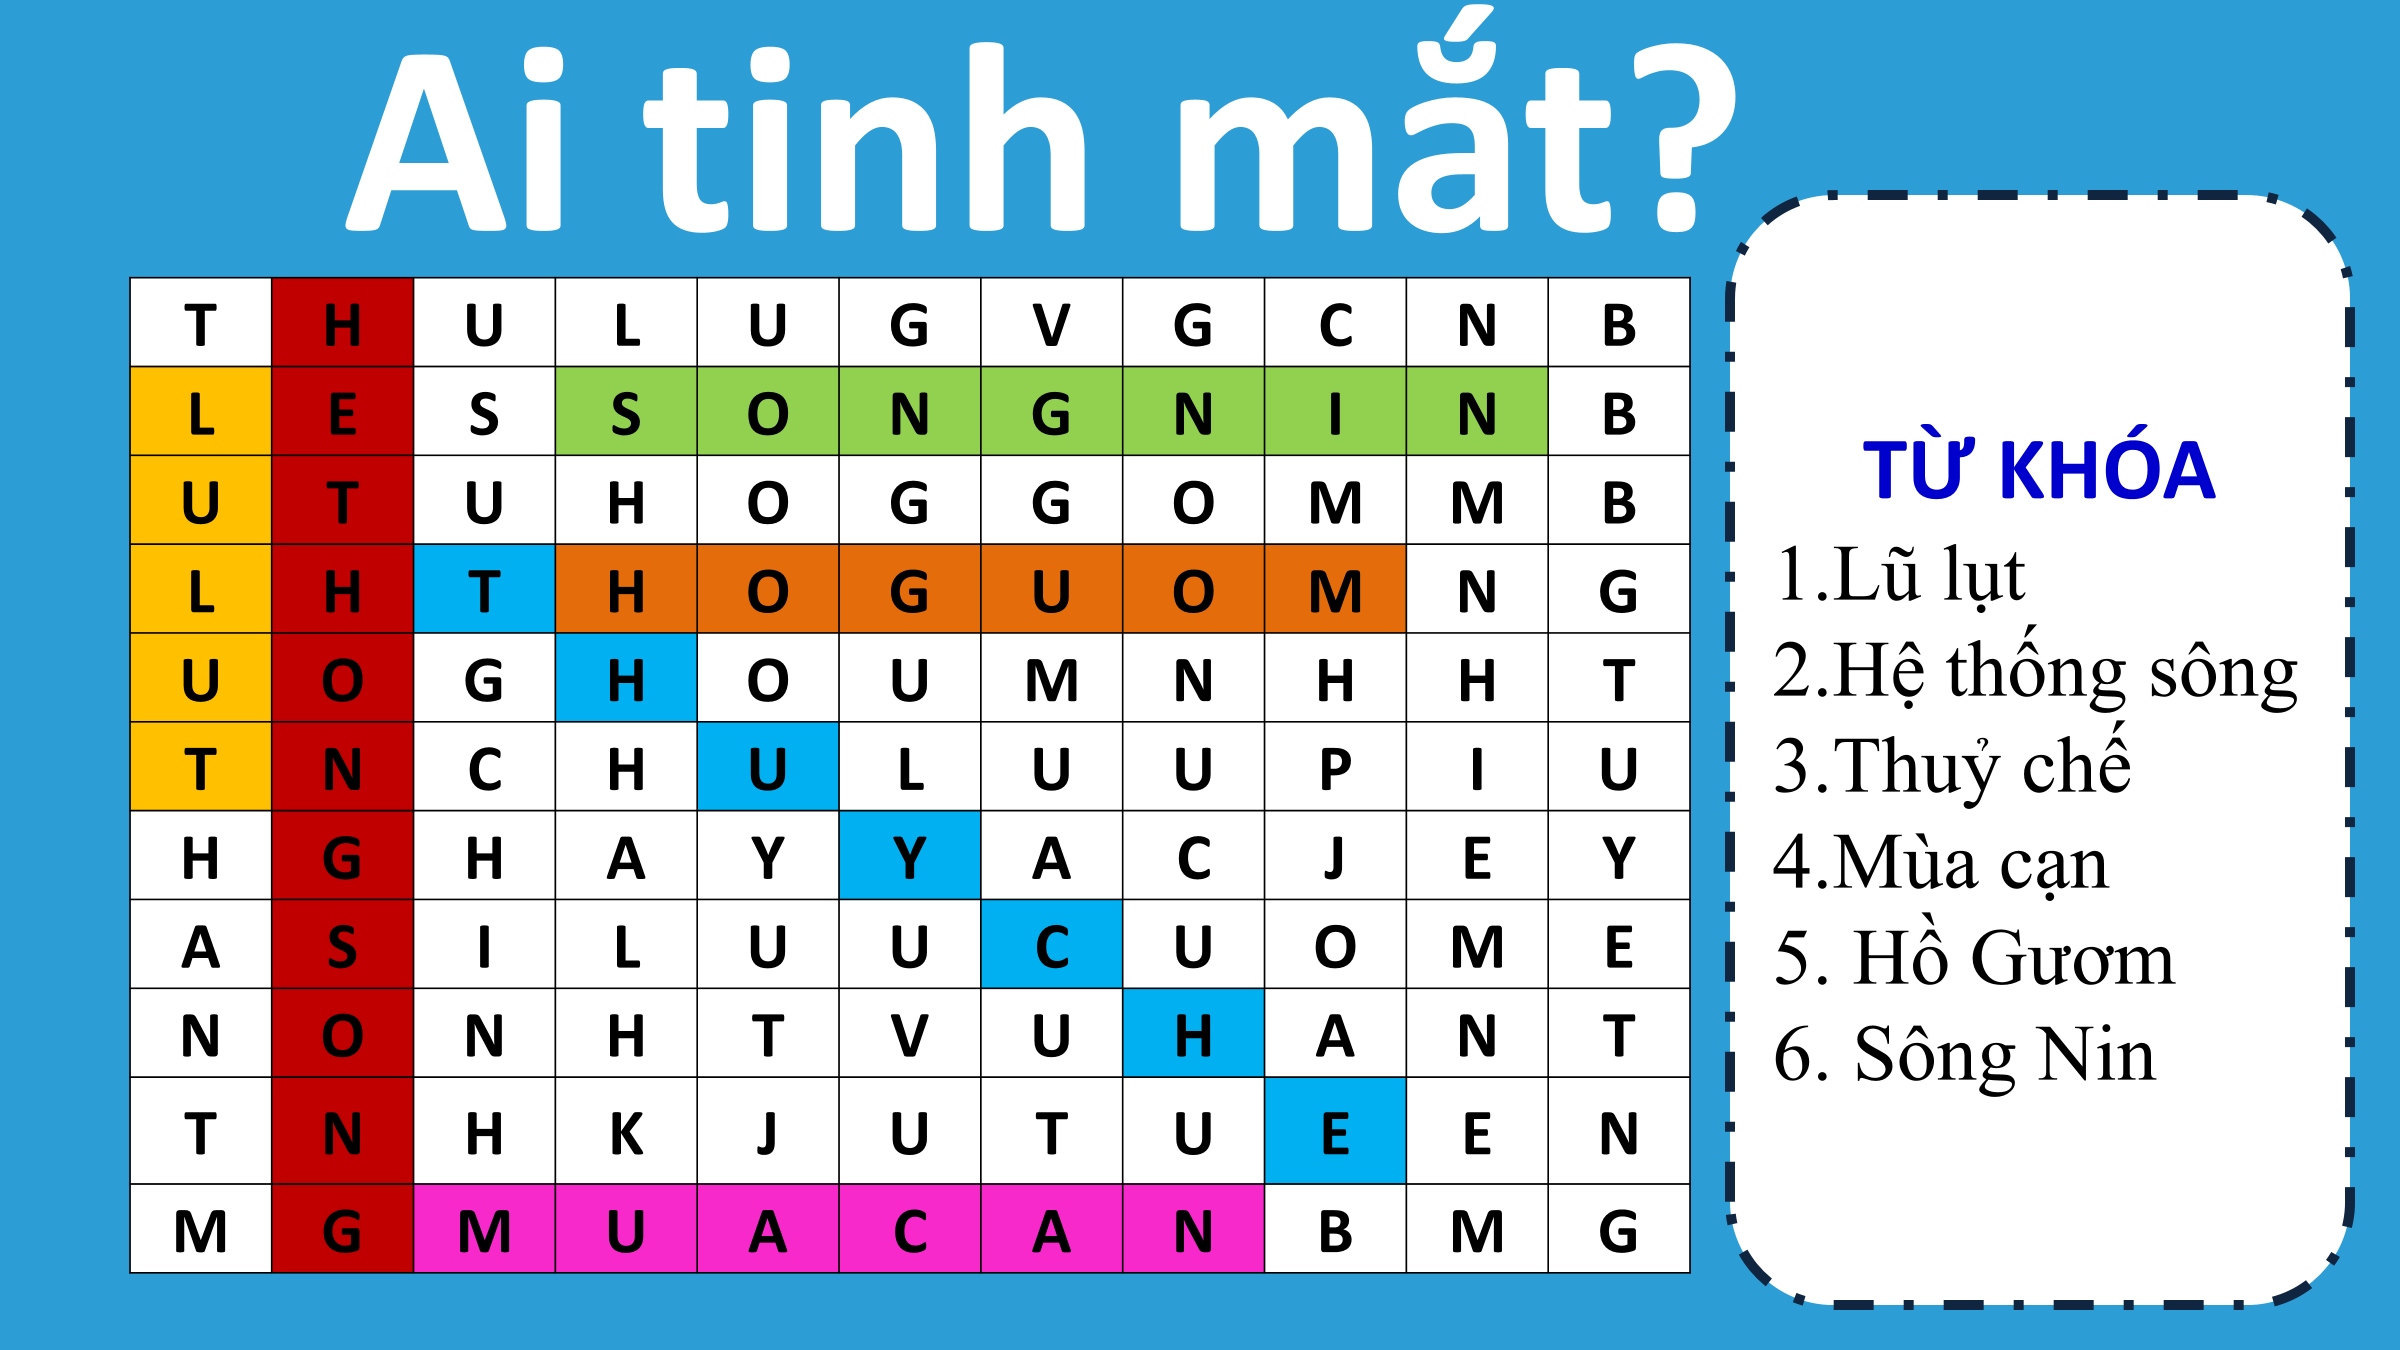 Ai tinh mắt?
T H U L U G V G C N B
L E S S O N G N I N B
U T U H O G G O M M B
L H T H O G U O M N G
U O G H O U M N H H T
T N C H U L U U P I U
H G H A Y Y A C J E Y
A S I L U U C U O M E
N O N H T V U H A N T
T N H K J U T U E E N
M G M U A C A N B M G
TỪ KHÓA
1.Lũ lụt
2.Hệ thống sông
3.Thuỷ chế
4.Mùa cạn
5. Hồ Gươm
6. Sông Nin